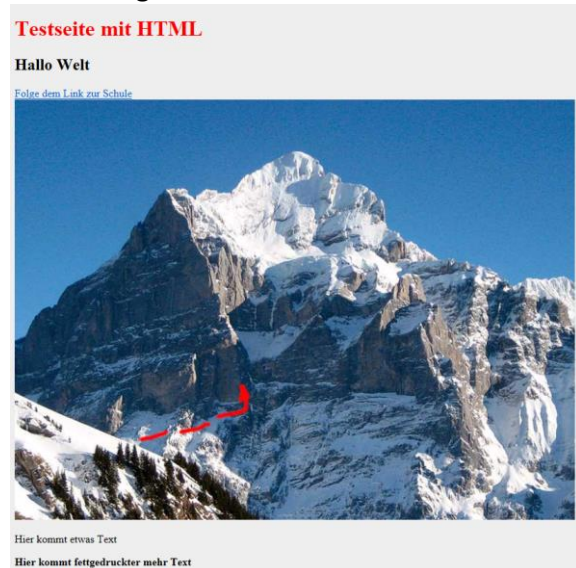 Testseite mit HTML
Hallo Welt
Folge dem Link zur Schule
Hier kommt etwas Text
Hier kommt fettgedruckter mehr Text